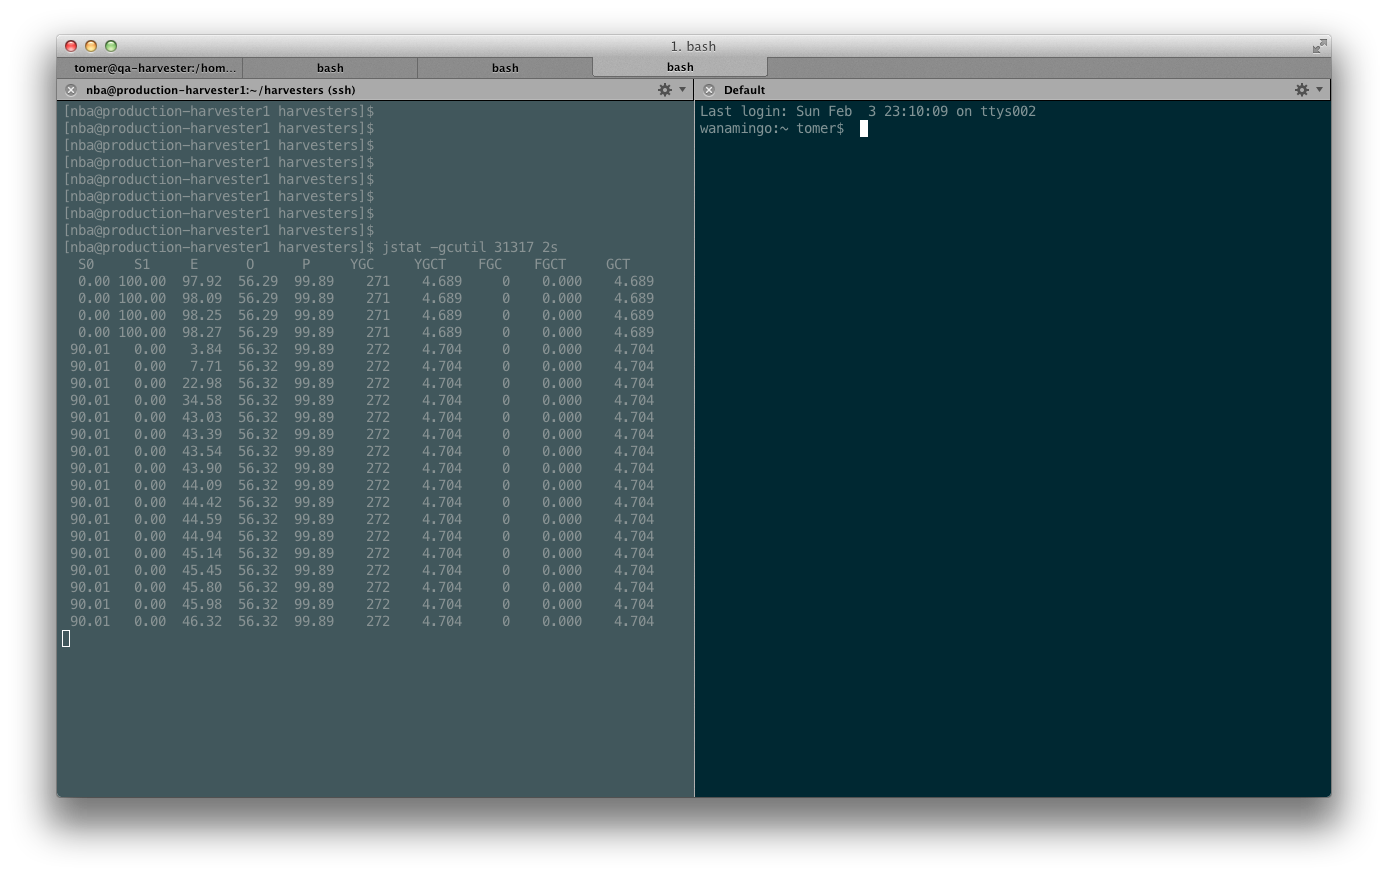 1. bash
tomer@qa-harvester:/hom... bash bash bash
nba@production-harvester1:~/harvesters (ssh)
[nba@production-harvester1 harvesters]$
[nba@production-harvester1 harvesters]$
[nba@production-harvester1 harvesters]$
[nba@production-harvester1 harvesters]$
[nba@production-harvester1 harvesters]$
[nba@production-harvester1 harvesters]$
[nba@production-harvester1 harvesters]$
[nba@production-harvester1 harvesters]$
[nba@production-harvester1 harvesters]$ jstat -gcutil 31317 2s
S0 S1 E O P YGC YGCT FGC FGCT GCT
0.00 100.00 97.92 56.29 99.89 271 4.689 0 0.000 4.689
0.00 100.00 98.09 56.29 99.89 271 4.689 0 0.000 4.689
0.00 100.00 98.25 56.29 99.89 271 4.689 0 0.000 4.689
0.00 100.00 98.27 56.29 99.89 271 4.689 0 0.000 4.689
90.01 0.00 3.84 56.32 99.89 272 4.704 0 0.000 4.704
90.01 0.00 7.71 56.32 99.89 272 4.704 0 0.000 4.704
90.01 0.00 22.98 56.32 99.89 272 4.704 0 0.000 4.704
90.01 0.00 34.58 56.32 99.89 272 4.704 0 0.000 4.704
90.01 0.00 43.03 56.32 99.89 272 4.704 0 0.000 4.704
90.01 0.00 43.39 56.32 99.89 272 4.704 0 0.000 4.704
90.01 0.00 43.54 56.32 99.89 272 4.704 0 0.000 4.704
90.01 0.00 43.90 56.32 99.89 272 4.704 0 0.000 4.704
90.01 0.00 44.09 56.32 99.89 272 4.704 0 0.000 4.704
90.01 0.00 44.42 56.32 99.89 272 4.704 0 0.000 4.704
90.01 0.00 44.59 56.32 99.89 272 4.704 0 0.000 4.704
90.01 0.00 44.94 56.32 99.89 272 4.704 0 0.000 4.704
90.01 0.00 45.14 56.32 99.89 272 4.704 0 0.000 4.704
90.01 0.00 45.45 56.32 99.89 272 4.704 0 0.000 4.704
90.01 0.00 45.80 56.32 99.89 272 4.704 0 0.000 4.704
90.01 0.00 45.98 56.32 99.89 272 4.704 0 0.000 4.704
90.01 0.00 46.32 56.32 99.89 272 4.704 0 0.000 4.704
Default
Last login: Sun Feb  3 23:10:09 on ttys002
wanamingo:~ tomer$